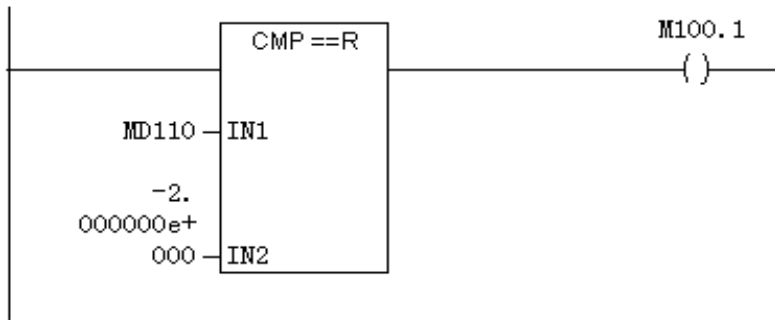 CMP ==R
M100.1
( )
MD110
IN1
-2.
000000e+
000
IN2